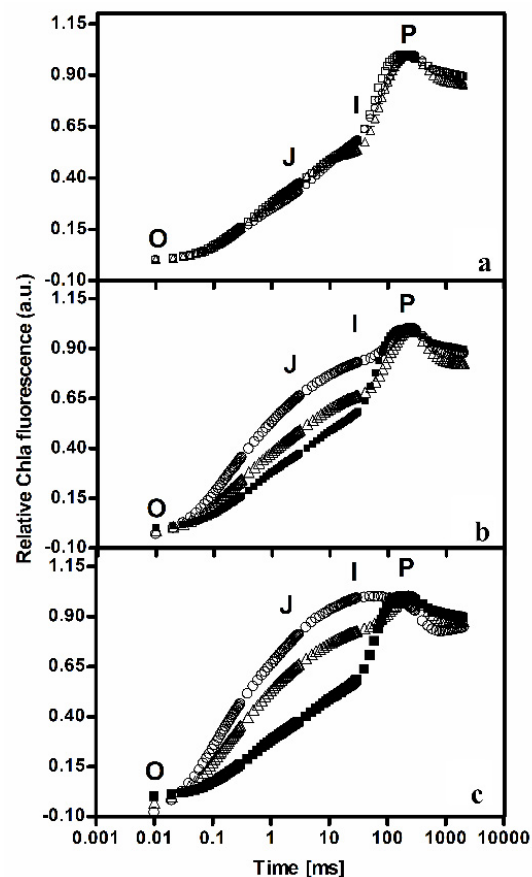 1.15
0.90
0.65
0.40
0.15
-0.10
O
J
I
P
a
1.15
0.90
0.65
0.40
0.15
-0.10
O
J
I
P
b
1.15
0.90
0.65
0.40
0.15
-0.10
O
J
I
P
c
Relative Chla fluorescence (a.u.)
0.001 0.01 0.1 1 10 100 1000 10000
Time [ms]